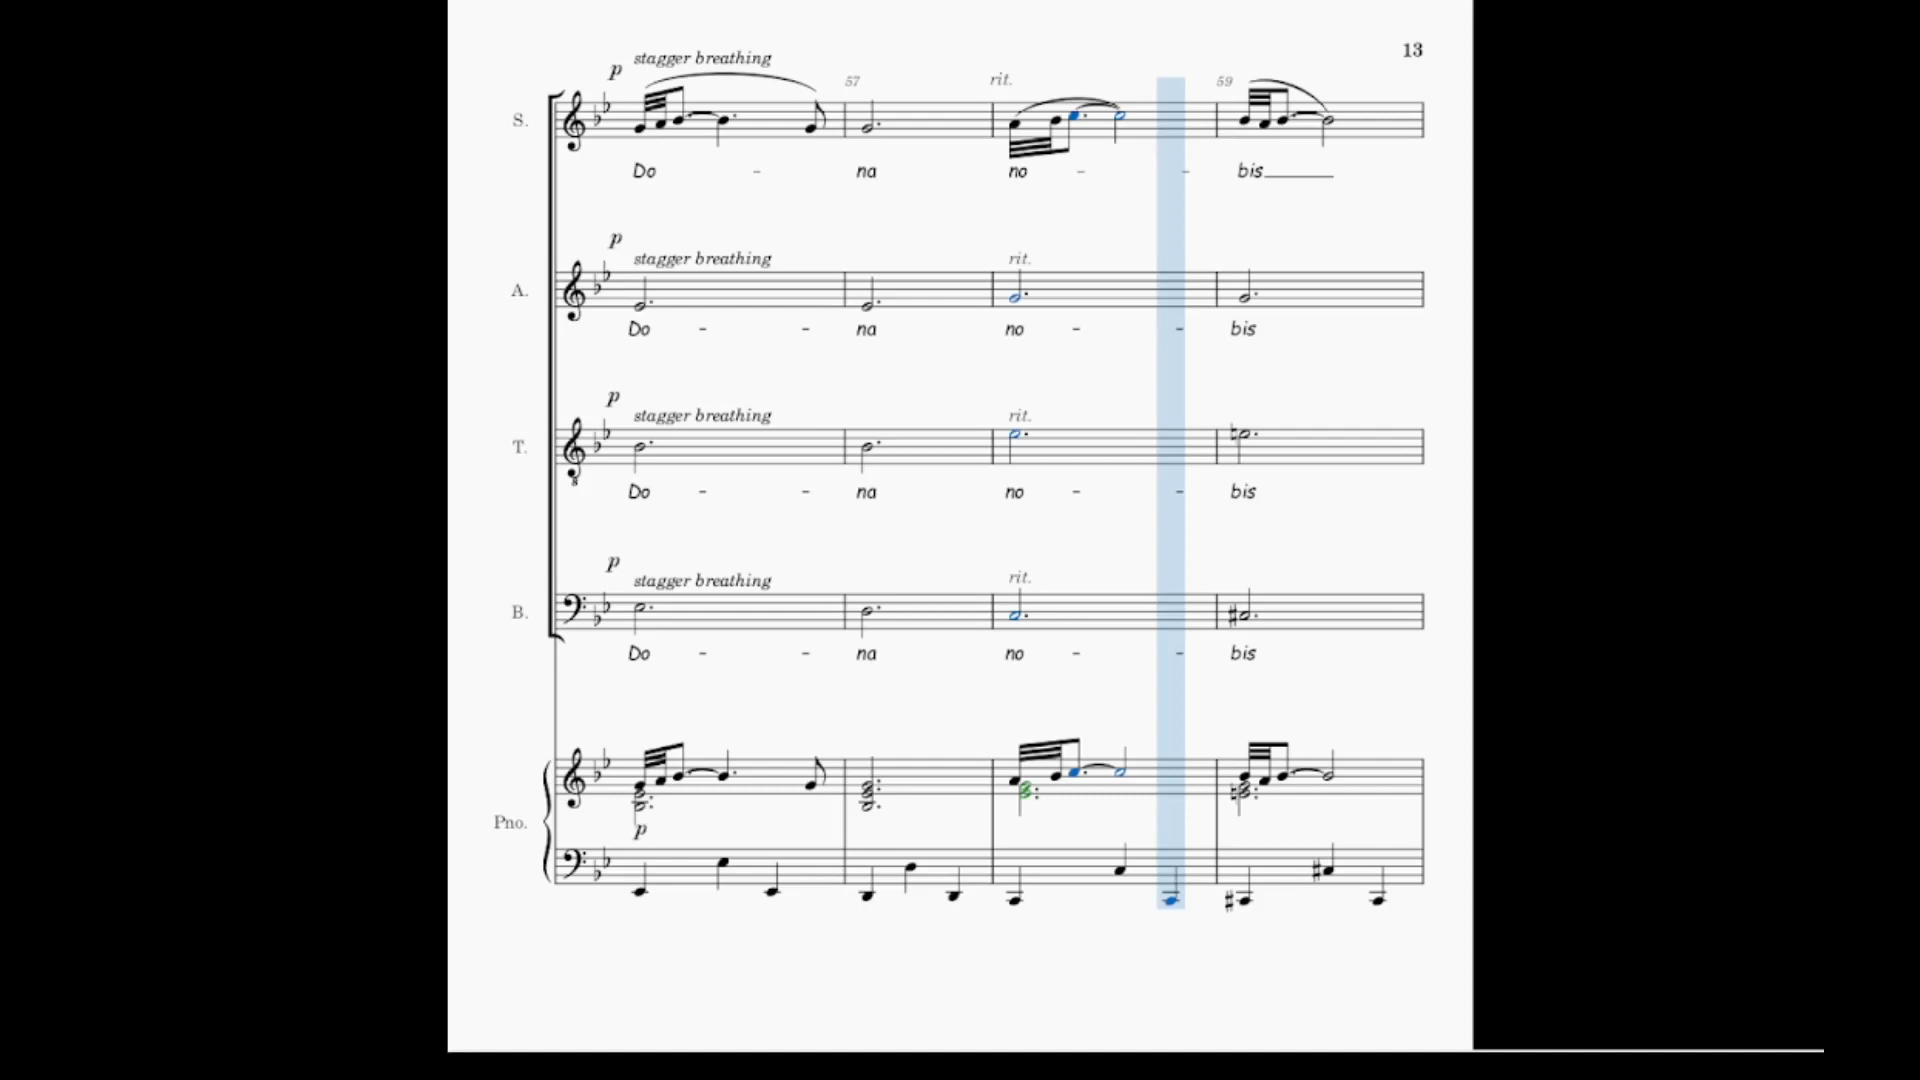 13
p stagger breathing
57 rit. 59
S.
Do - na no - - bis
p
stagger breathing rit.
A.
Do - - na no - - bis
p
stagger breathing rit.
T.
8
Do - - na no - - bis
p
stagger breathing rit.
B.
Do - - na no - - bis
Pno.
p